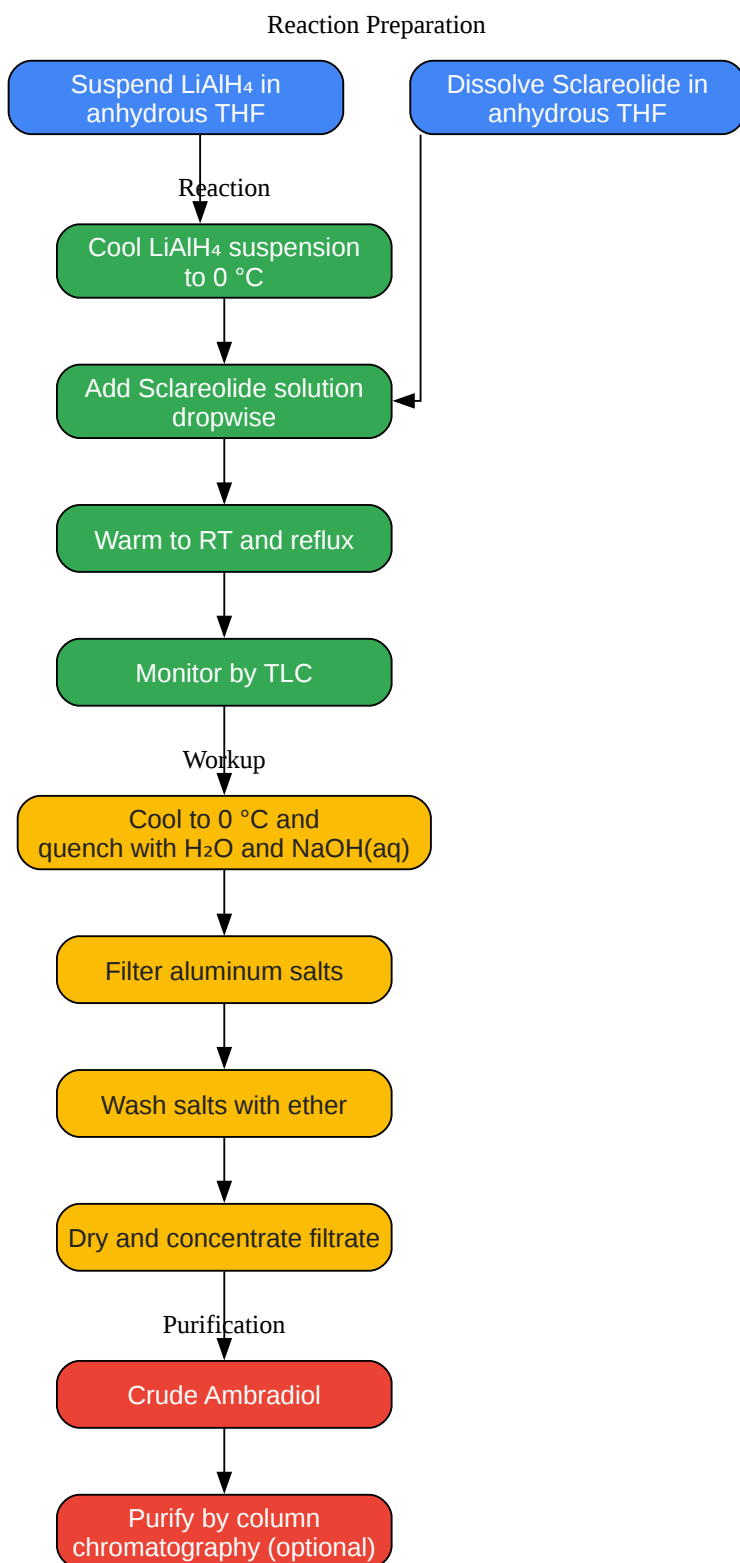 Reaction Preparation
Suspend LiAlH₄ in
anhydrous THF
Dissolve Sclareolide in
anhydrous THF
Reaction
Cool LiAlH₄ suspension
to 0 °C
Add Sclareolide solution
dropwise
Warm to RT and reflux
Monitor by TLC
Workup
Cool to 0 °C and
quench with H₂O and NaOH(aq)
Filter aluminum salts
Wash salts with ether
Dry and concentrate filtrate
Purification
Crude Ambradiol
Purify by column
chromatography (optional)